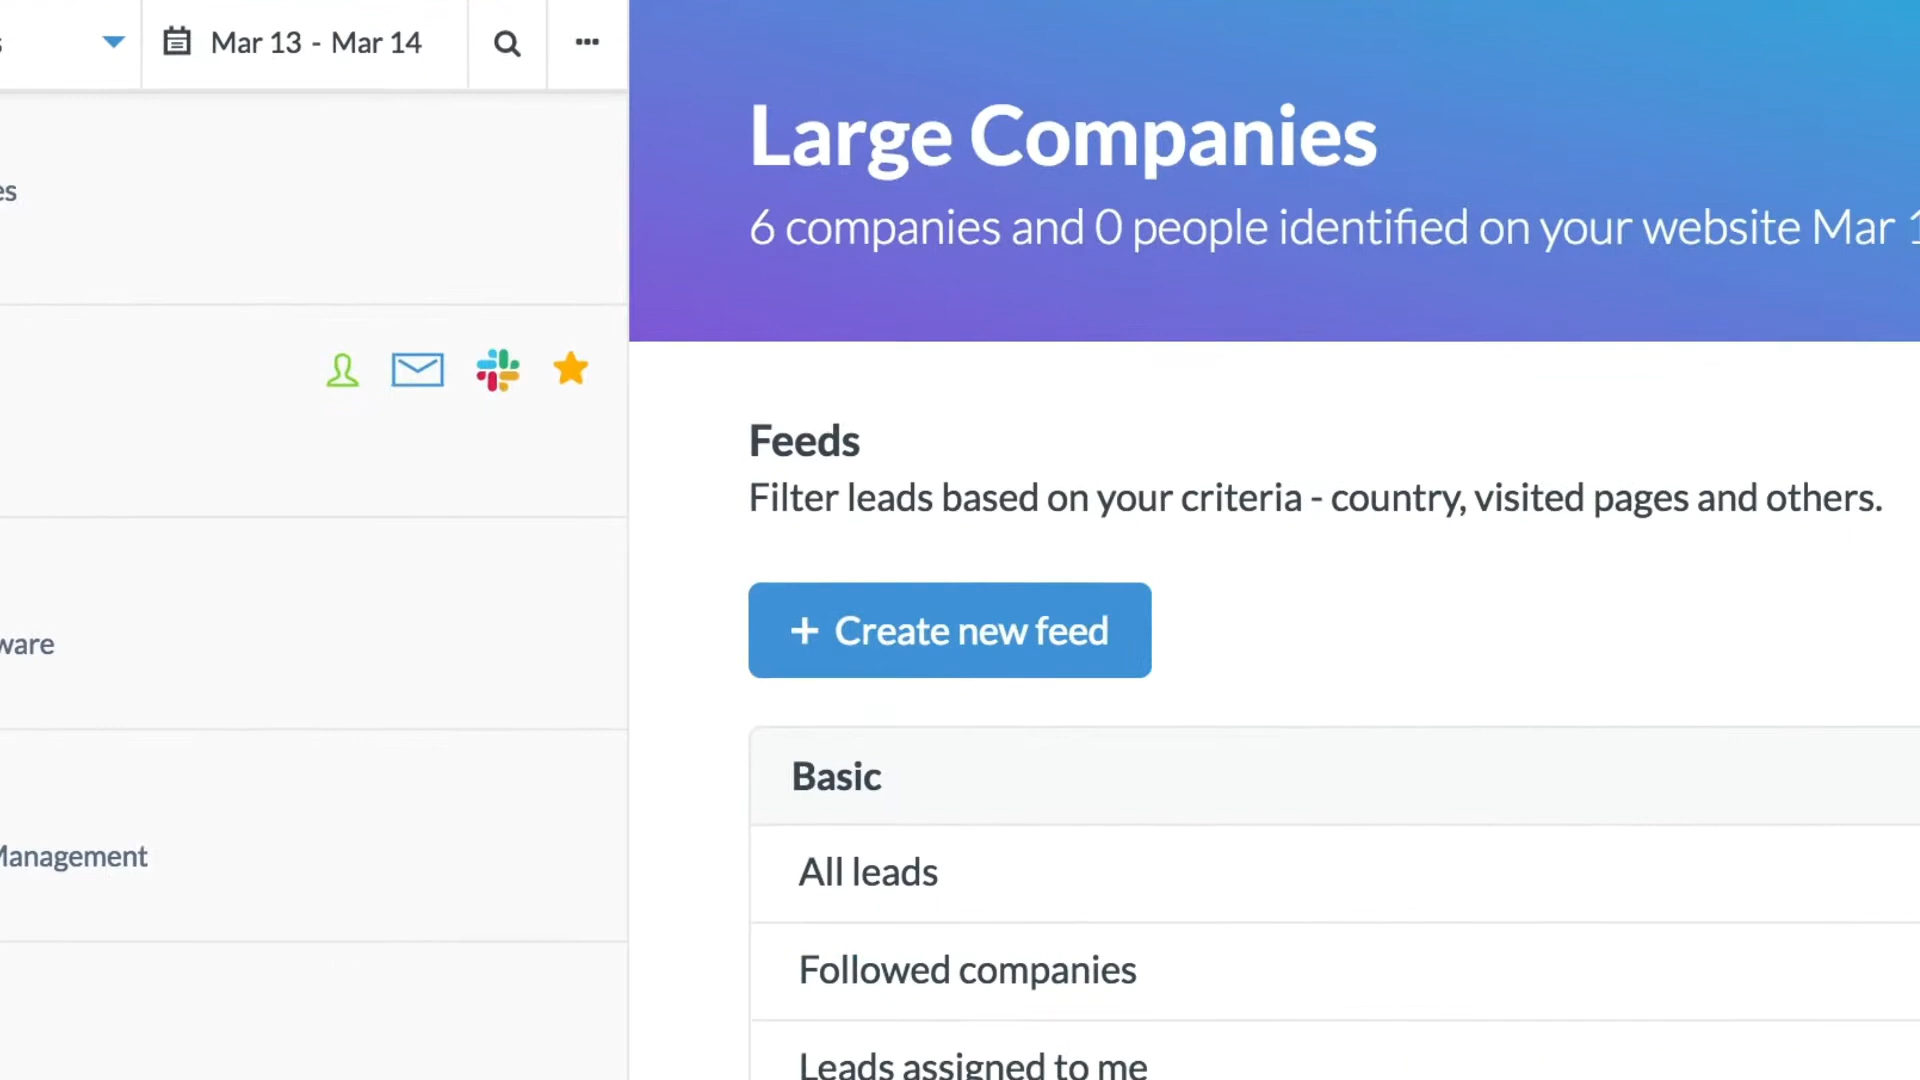 Mar 13 - Mar 14
Large Companies
6 companies and 0 people identified on your website Mar
Feeds
Filter leads based on your criteria - country, visited pages and others.
+ Create new feed
Basic
All leads
Followed companies
Leads assigned to me
es
ware
Management